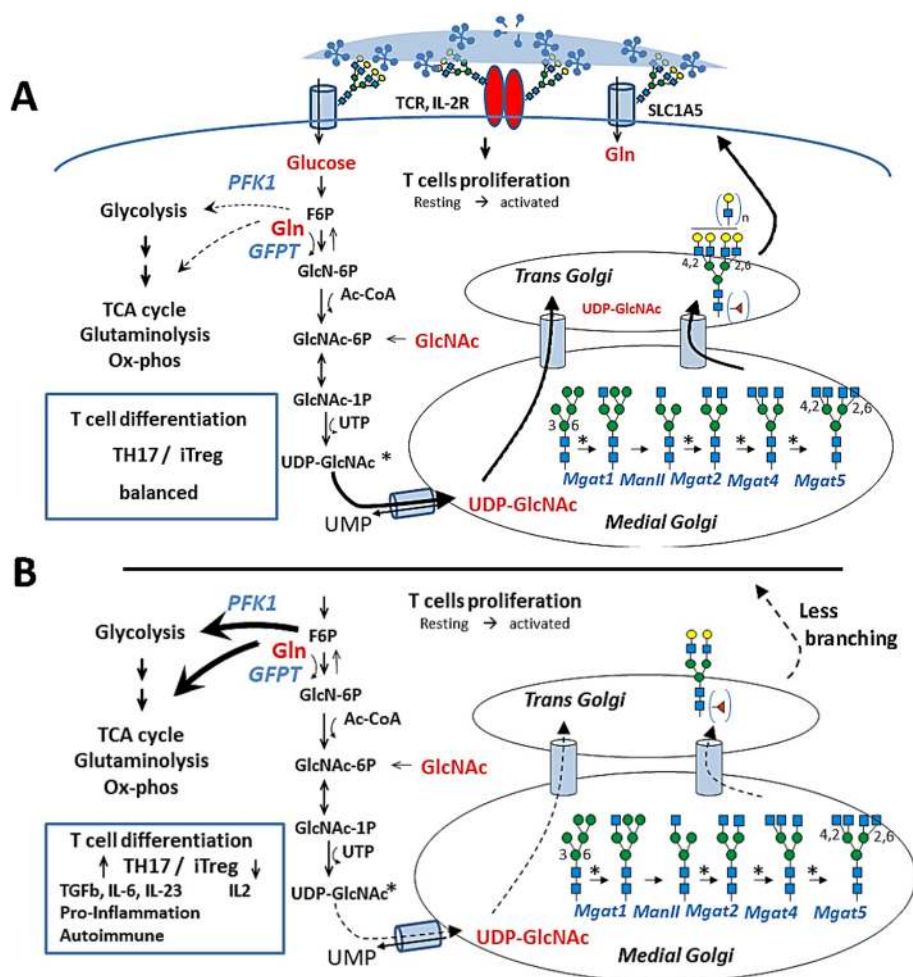 A
TCR, IL-2R
SLC1A5
Glucose
Gln
T cells proliferation
Resting → activated
PFK1
Glycolysis
F6P
Gln
GFPT
GlcN-6P
Ac-CoA
TCA cycle
Glutaminolysis
Ox-phos
GlcNAc-6P ← GlcNAc
GlcNAc-1P
UTP
UDP-GlcNAc *
UMP
UDP-GlcNAc
T cell differentiation
TH17 / iTreg
balanced
n
4,2 2,6
Trans Golgi
UDP-GlcNAc
3 6 * * * * 4,2 2,6
Mgat1 ManII Mgat2 Mgat4 Mgat5
Medial Golgi
B
T cells proliferation
Resting → activated
Less
branching
PFK1
Glycolysis
F6P
Gln
GFPT
GlcN-6P
Ac-CoA
TCA cycle
Glutaminolysis
Ox-phos
GlcNAc-6P ← GlcNAc
GlcNAc-1P
UTP
UDP-GlcNAc*
UMP
UDP-GlcNAc
T cell differentiation
↑ TH17 / iTreg ↓
TGFb, IL-6, IL-23 IL2
Pro-Inflammation
Autoimmune
Trans Golgi
3 6 * * * * 4,2 2,6
Mgat1 ManII Mgat2 Mgat4 Mgat5
Medial Golgi